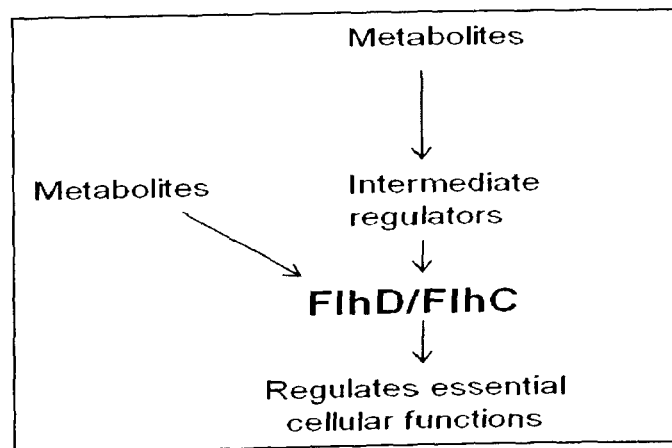 Metabolites
Metabolites
Intermediate
regulators
FlhD/FlhC
Regulates essential
cellular functions